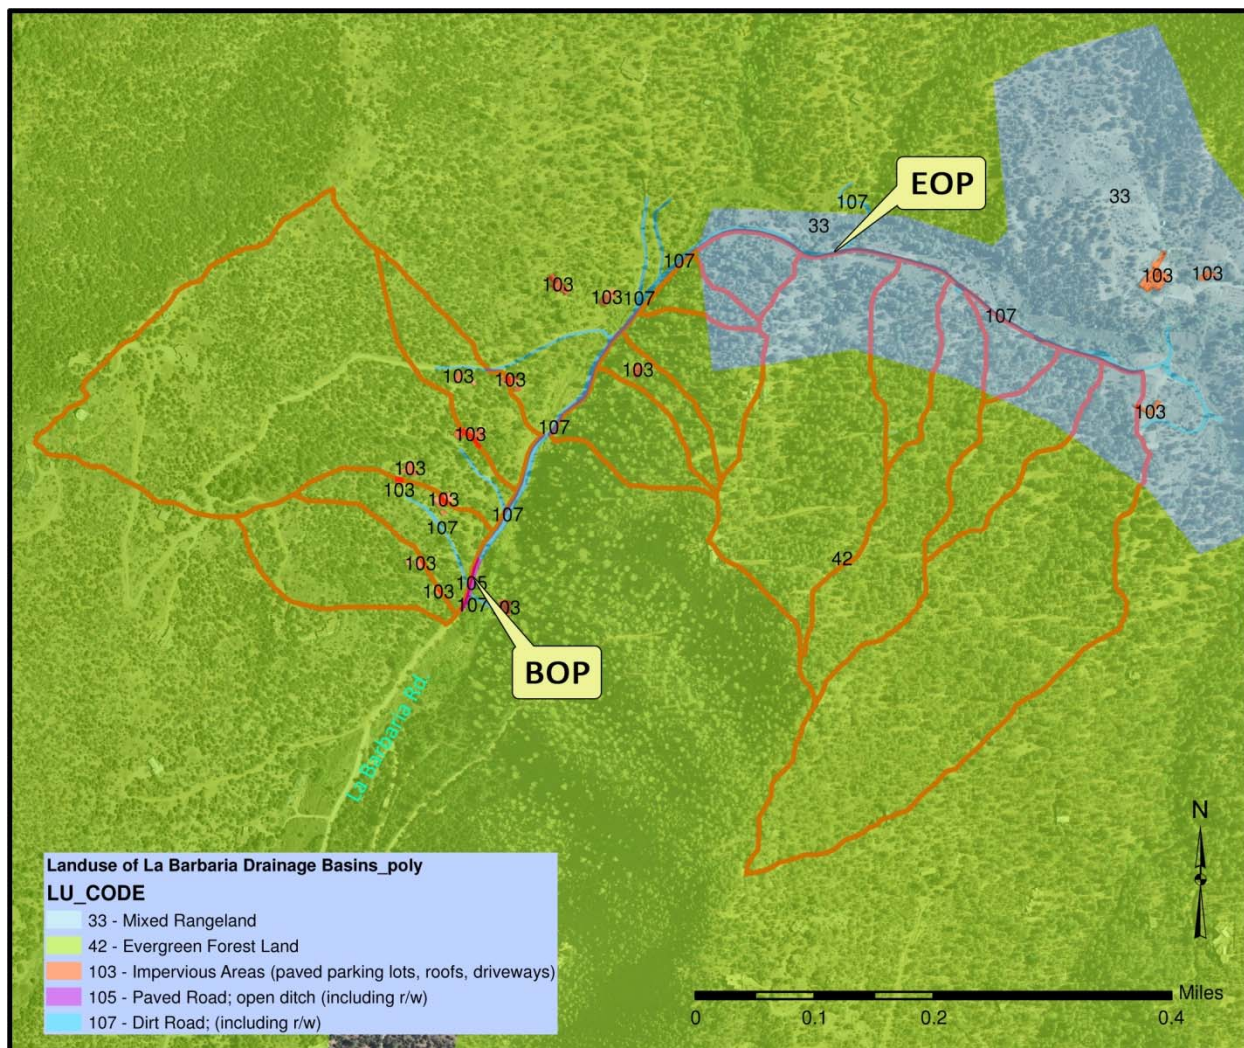 EOP
107
33
33
107
103
103
103
103
107
107
103
103
103
103
107
103
103
103
103
107
107
42
103
103
105
107
103
BOP
La Barbaria Rd.
N
Landuse of La Barbaria Drainage Basins_poly
LU_CODE
33 - Mixed Rangeland
42 - Evergreen Forest Land
103 - Impervious Areas (paved parking lots, roofs, driveways)
105 - Paved Road; open ditch (including r/w)
107 - Dirt Road; (including r/w)
Miles
0 0.1 0.2 0.4